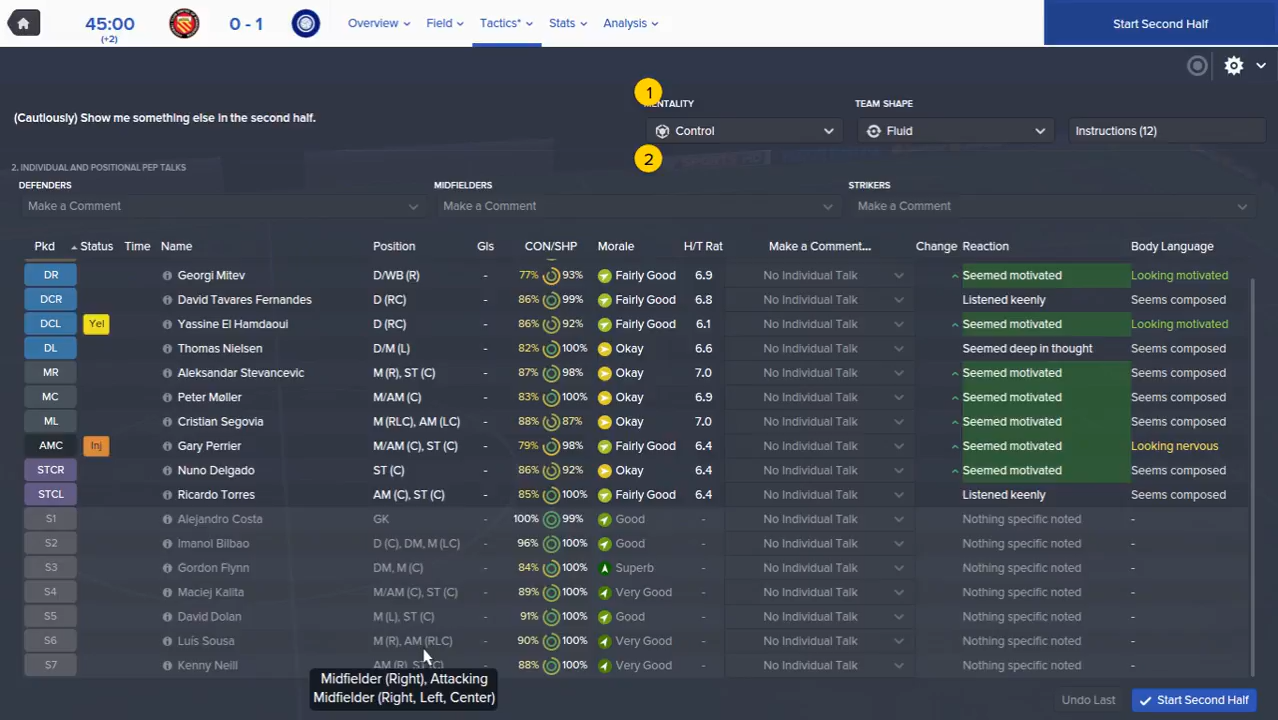 45:00
(+2)
0 - 1
Overview
Field
Tactics*
Stats
Analysis
Start Second Half
1
MENTALITY
TEAM SHAPE
(Cautiously) Show me something else in the second half.
Control
Fluid
Instructions (12)
2
2. INDIVIDUAL AND POSITIONAL PEP TALKS
DEFENDERS
MIDFIELDERS
STRIKERS
Make a Comment
Make a Comment
Make a Comment
Pkd Status Time Name Position Gls CON/SHP Morale H/T Rat Make a Comment... Change Reaction Body Language
DR Georgi Mitev D/WB (R) - 77% 93% Fairly Good 6.9 No Individual Talk Seemed motivated Looking motivated
DCR David Tavares Fernandes D (RC) - 86% 99% Fairly Good 6.8 No Individual Talk Listened keenly Seems composed
DCL Yel Yassine El Hamdaoui D (RC) - 86% 92% Fairly Good 6.1 No Individual Talk Seemed motivated Looking motivated
DL Thomas Nielsen D/M (L) - 82% 100% Okay 6.6 No Individual Talk Seemed deep in thought Seems composed
MR Aleksandar Stevancevic M (R), ST (C) - 87% 98% Okay 7.0 No Individual Talk Seemed motivated Seems composed
MC Peter Møller M/AM (C) - 83% 100% Okay 6.9 No Individual Talk Seemed motivated Seems composed
ML Cristian Segovia M (RLC), AM (LC) - 88% 87% Okay 7.0 No Individual Talk Seemed motivated Seems composed
AMC Inj Gary Perrier M/AM (C), ST (C) - 79% 98% Fairly Good 6.4 No Individual Talk Seemed motivated Looking nervous
STCR Nuno Delgado ST (C) - 86% 92% Okay 6.4 No Individual Talk Seemed motivated Seems composed
STCL Ricardo Torres AM (C), ST (C) - 85% 100% Fairly Good 6.4 No Individual Talk Listened keenly Seems composed
S1 Alejandro Costa GK - 100% 99% Good - No Individual Talk Nothing specific noted -
S2 Imanol Bilbao D (C), DM, M (LC) - 96% 100% Good - No Individual Talk Nothing specific noted -
S3 Gordon Flynn DM, M (C) - 84% 100% Superb - No Individual Talk Nothing specific noted -
S4 Maciej Kalita M/AM (C), ST (C) - 89% 100% Very Good - No Individual Talk Nothing specific noted -
S5 David Dolan M (L), ST (C) - 91% 100% Good - No Individual Talk Nothing specific noted -
S6 Luís Sousa M (R), AM (RLC) - 90% 100% Very Good - No Individual Talk Nothing specific noted -
S7 Kenny Neill AM (R), ST (C) - 88% 100% Very Good - No Individual Talk Nothing specific noted -
Midfielder (Right), Attacking
Midfielder (Right, Left, Center)
Undo Last
Start Second Half